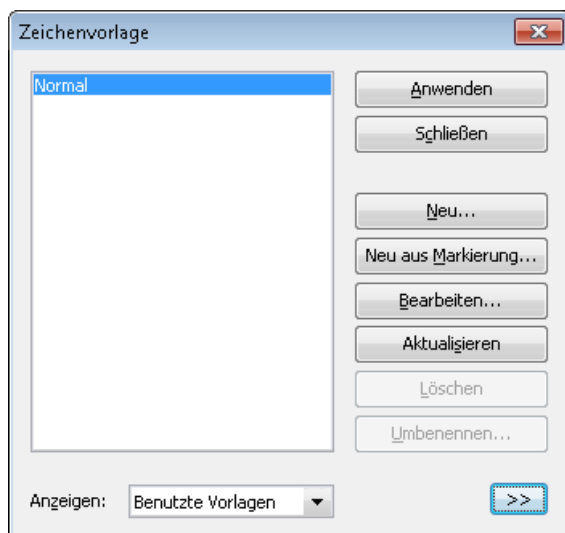 Zeichenvorlage
Normal
Anwenden
Schließen
Neu...
Neu aus Markierung...
Bearbeiten...
Aktualisieren
Löschen
Umbenennen...
Anzeigen: Benutzte Vorlagen >>